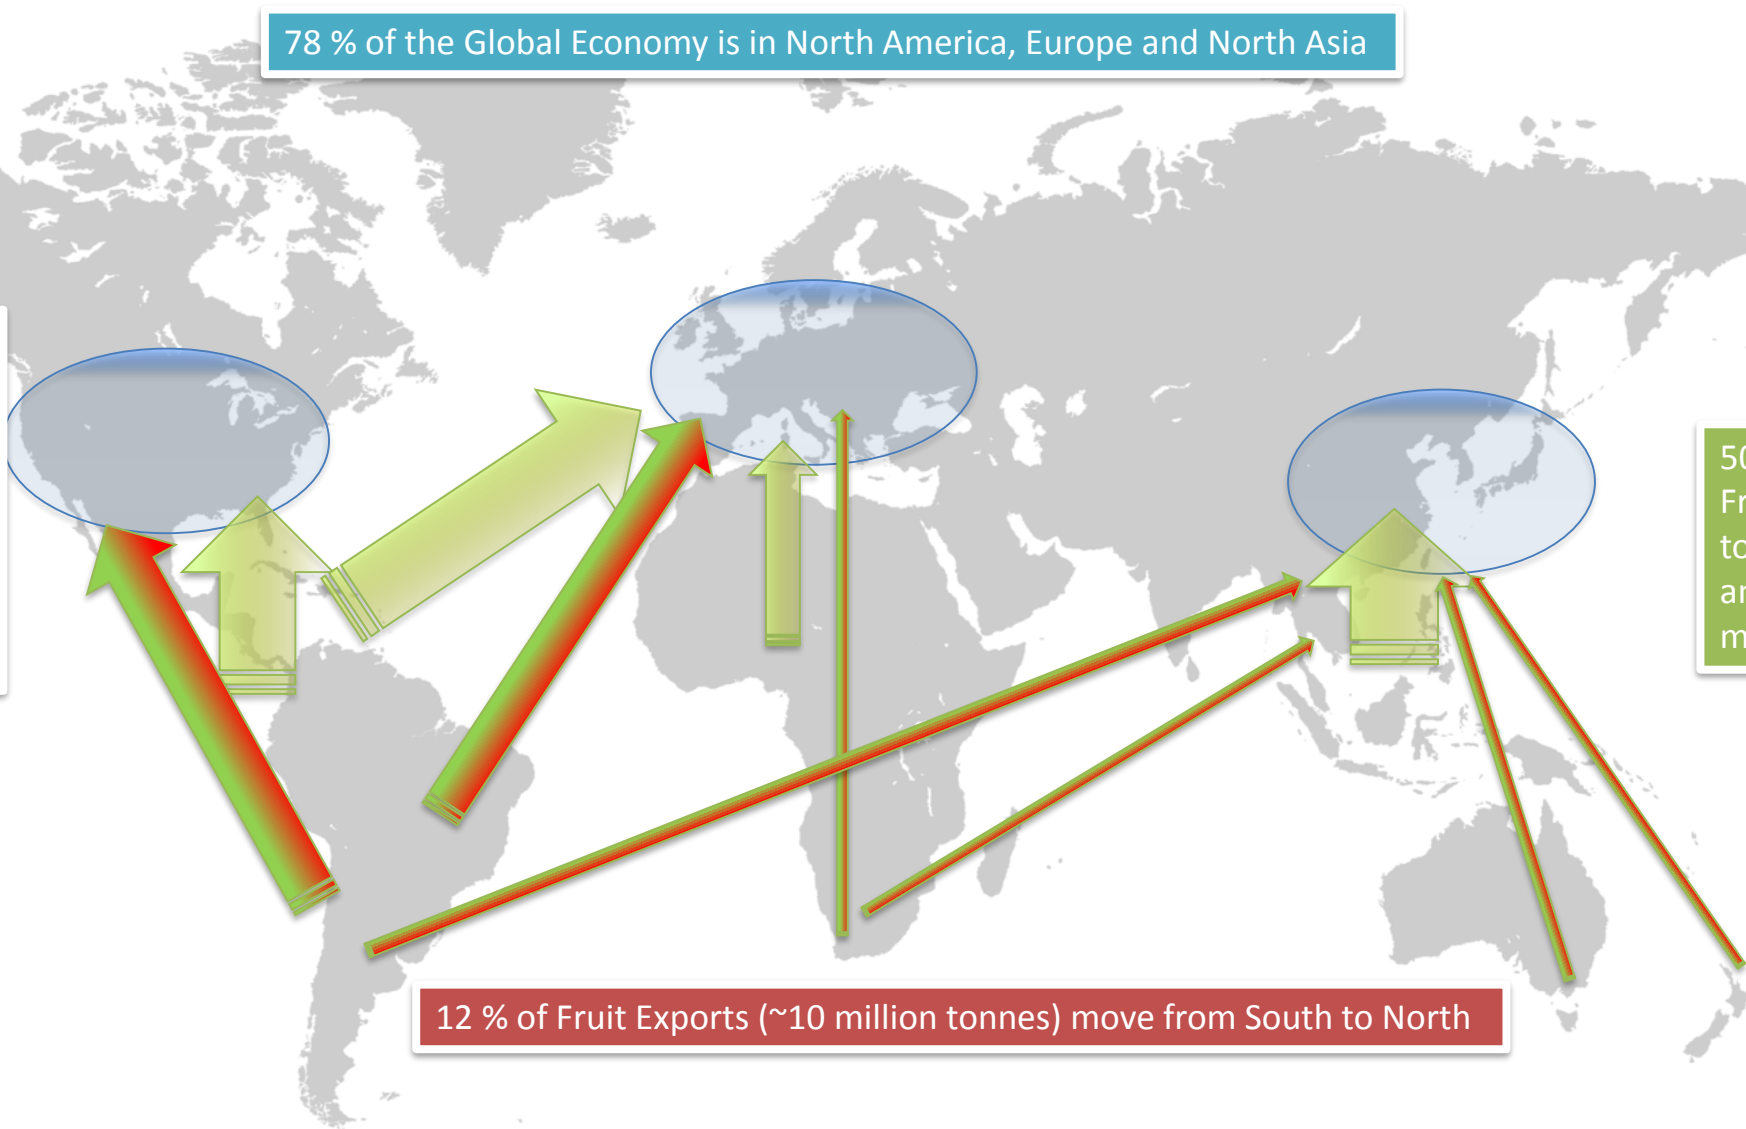 78 % of the Global Economy is in North America, Europe and North Asia
12 % of Fruit Exports (~10 million tonnes) move from South to North